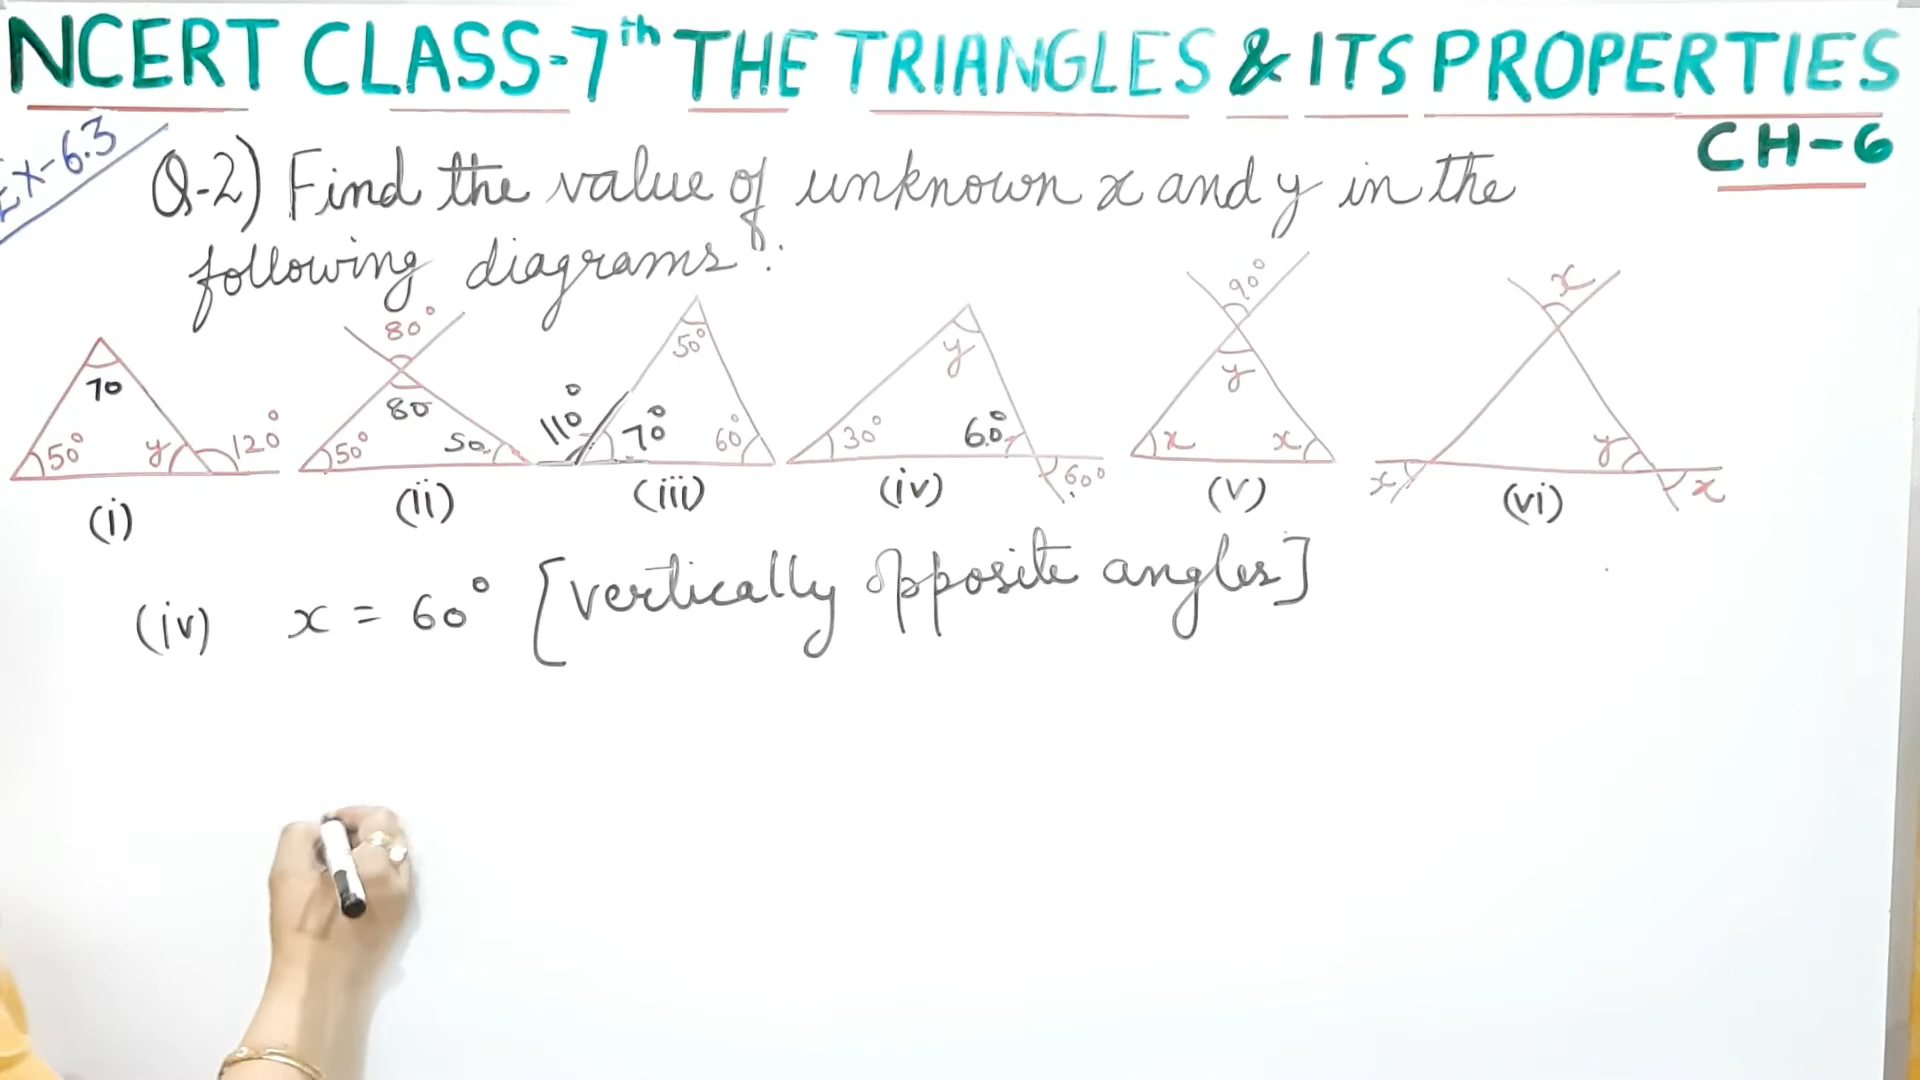 NCERT CLASS-7th THE TRIANGLES & ITS PROPERTIES
CH-6
Ex-6.3
Q-2) Find the value of unknown x and y in the
following diagrams:
70
50°
y
120°
(i)
80°
80
50°
50
(ii)
110°
50°
70°
60°
(iii)
y
30°
60°
60°
(iv)
90°
y
x
x
(v)
x
y
x
x
(vi)
(iv) x = 60° [vertically opposite angles]